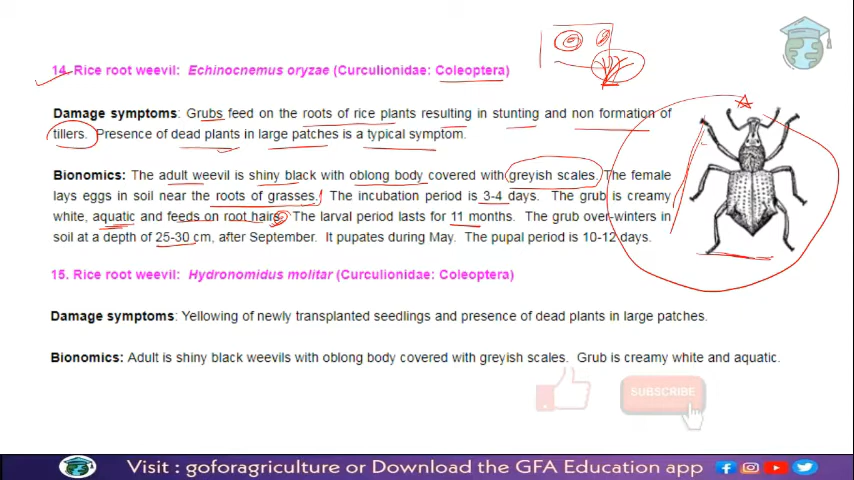 14. Rice root weevil: Echinocnemus oryzae (Curculionidae: Coleoptera)
Damage symptoms: Grubs feed on the roots of rice plants resulting in stunting and non formation of
tillers. Presence of dead plants in large patches is a typical symptom.
Bionomics: The adult weevil is shiny black with oblong body covered with greyish scales. The female
lays eggs in soil near the roots of grasses. The incubation period is 3-4 days. The grub is creamy
white, aquatic and feeds on root hairs. The larval period lasts for 11 months. The grub over-winters in
soil at a depth of 25-30 cm, after September. It pupates during May. The pupal period is 10-12 days.
15. Rice root weevil: Hydronomidus molitar (Curculionidae: Coleoptera)
Damage symptoms: Yellowing of newly transplanted seedlings and presence of dead plants in large patches.
Bionomics: Adult is shiny black weevils with oblong body covered with greyish scales. Grub is creamy white and aquatic.
SUBSCRIBE
Visit : goforagriculture or Download the GFA Education app